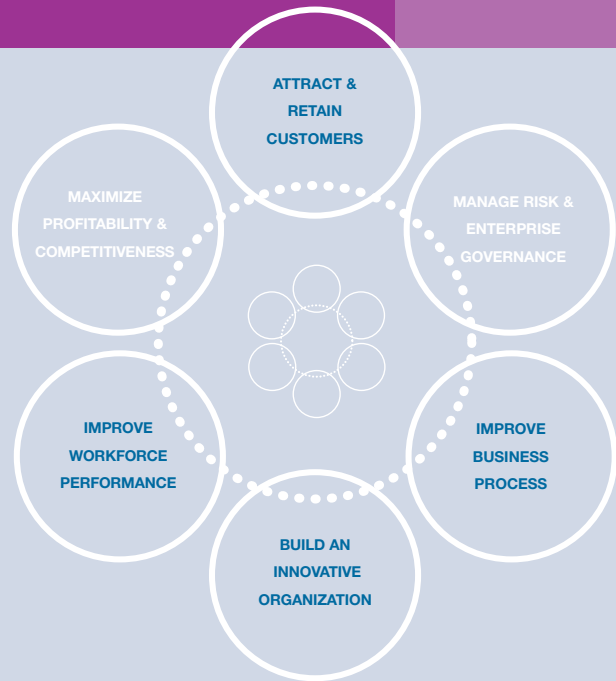 ATTRACT &
RETAIN
CUSTOMERS
MAXIMIZE
PROFITABILITY &
COMPETITIVENESS
MANAGE RISK &
ENTERPRISE
GOVERNANCE
IMPROVE
WORKFORCE
PERFORMANCE
IMPROVE
BUSINESS
PROCESS
BUILD AN
INNOVATIVE
ORGANIZATION